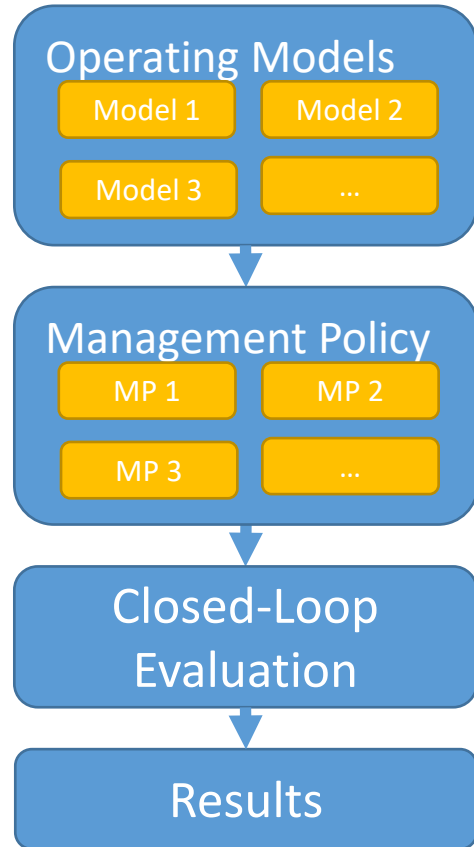 Operating Models
Model 1
Model 2
Model 3
...
Management Policy
MP 1
MP 2
MP 3
...
Closed-Loop
Evaluation
Results